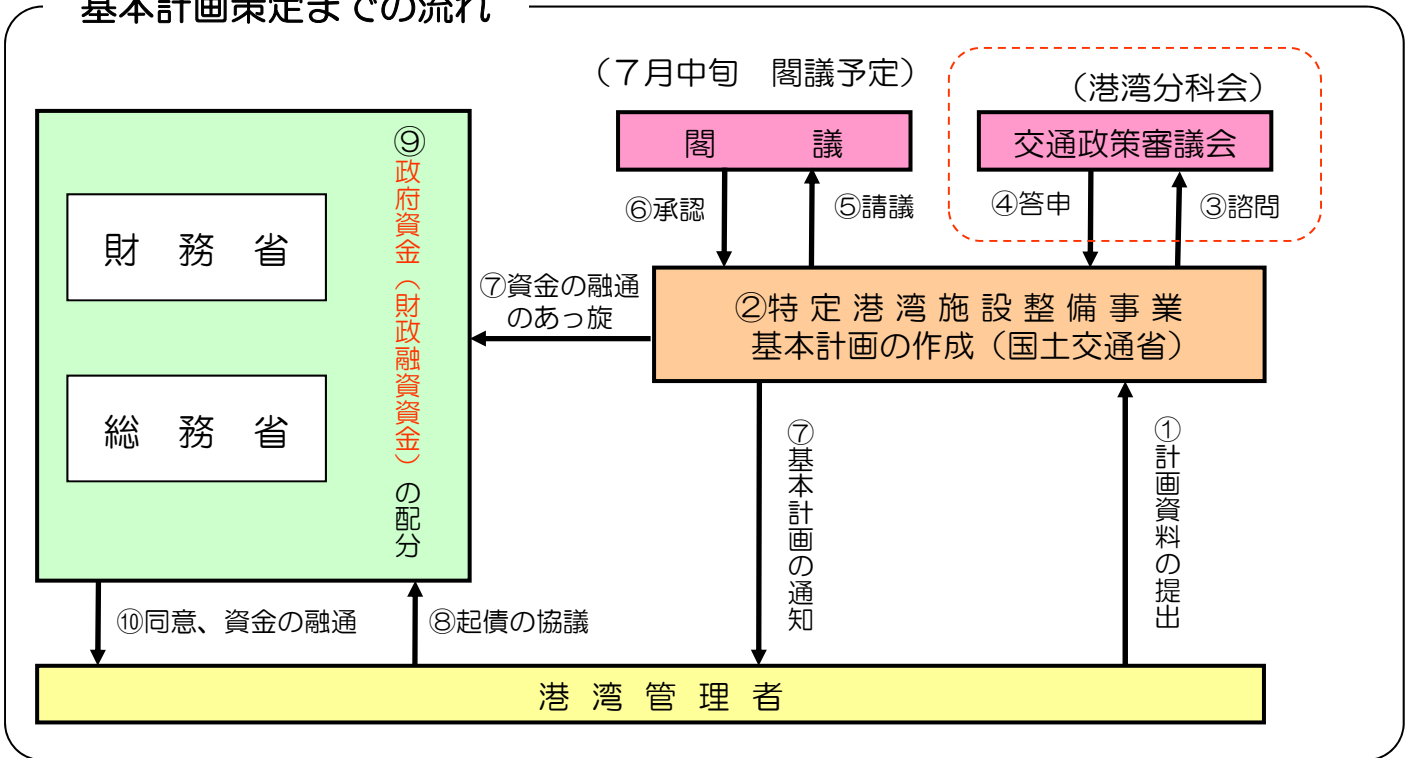 基本計画策定までの流れ
（７月中旬　閣議予定）
（港湾分科会）
閣　議
交通政策審議会
⑥承認
⑤請議
④答申
③諮問
⑨政府資金（財政融資資金）の配分
財務省
総務省
⑦資金の融通
のあっ旋
②特定港湾施設整備事業
基本計画の作成（国土交通省）
⑦基本計画の通知
①計画資料の提出
⑩同意、資金の融通
⑧起債の協議
港湾管理者